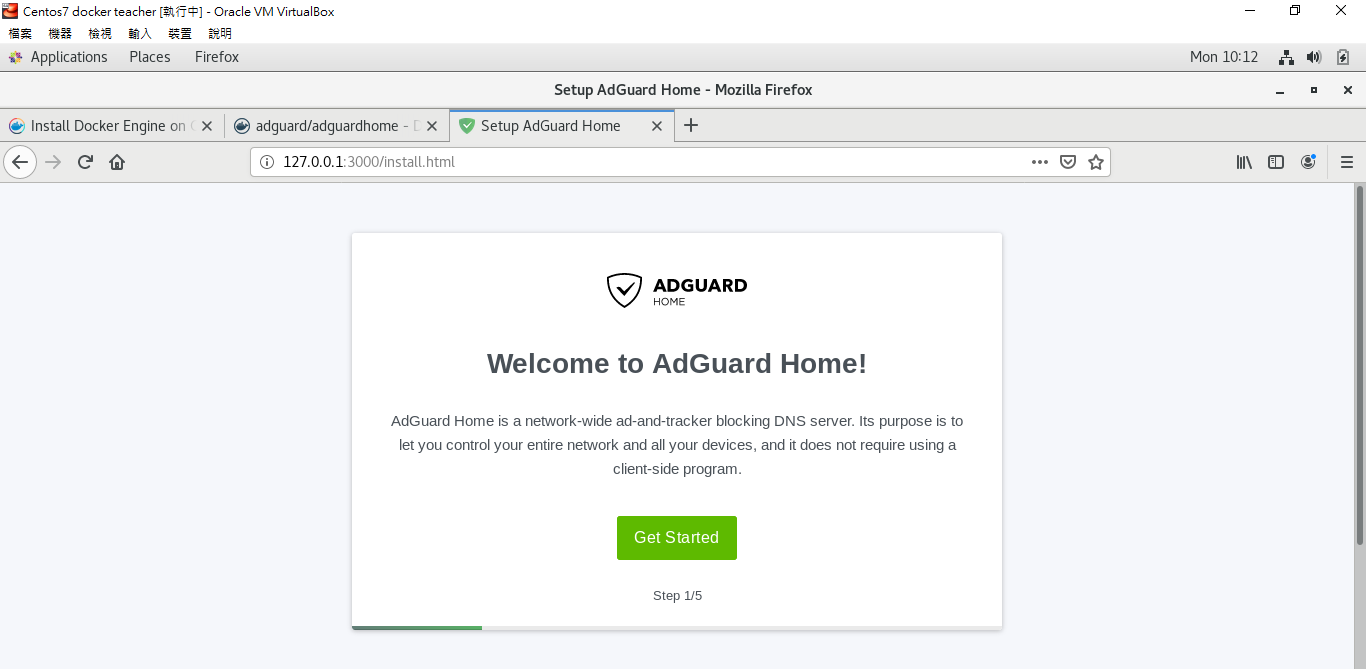 Centos7 docker teacher [執行中] - Oracle VM VirtualBox
檔案 機器 檢視 輸入 裝置 說明
Applications Places Firefox Mon 10:12
Setup AdGuard Home - Mozilla Firefox
Install Docker Engine on adguard/adguardhome - Setup AdGuard Home
127.0.0.1:3000/install.html
ADGUARD
HOME
Welcome to AdGuard Home!
AdGuard Home is a network-wide ad-and-tracker blocking DNS server. Its purpose is to
let you control your entire network and all your devices, and it does not require using a
client-side program.
Get Started
Step 1/5